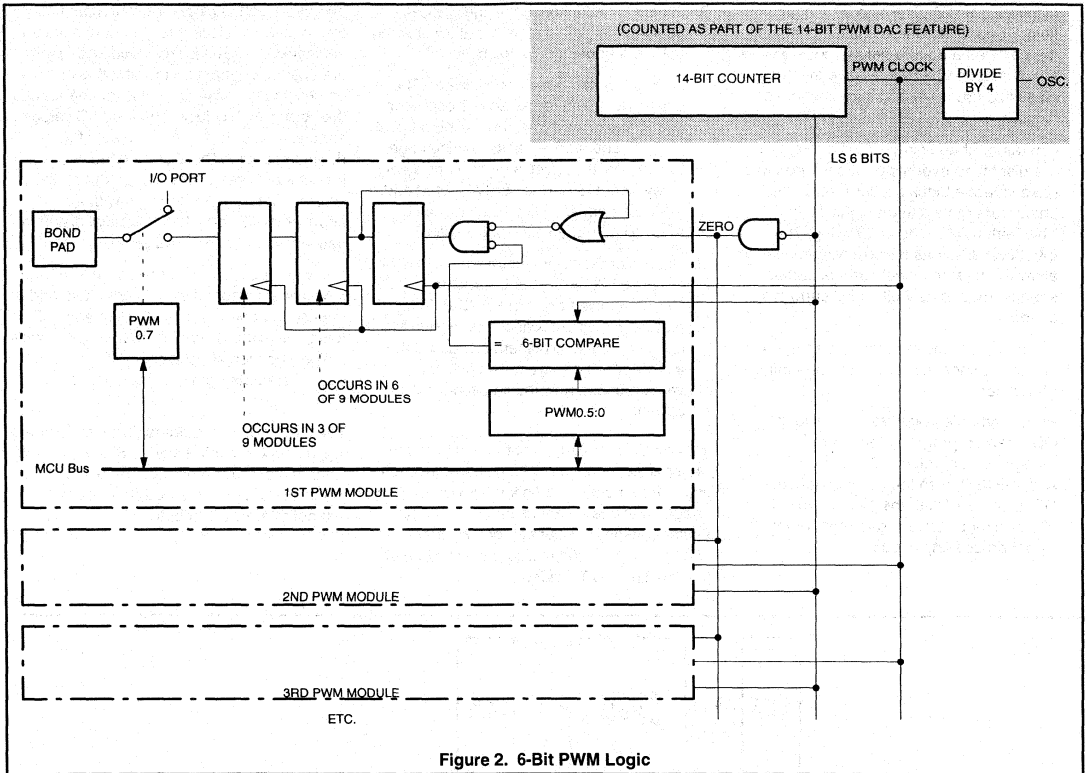 (COUNTED AS PART OF THE 14-BIT PWM DAC FEATURE)
14-BIT COUNTER
PWM CLOCK
DIVIDE
BY 4
OSC.
LS 6 BITS
I/O PORT
BOND
PAD
ZERO
PWM
0.7
= 6-BIT COMPARE
OCCURS IN 6
OF 9 MODULES
PWM0.5:0
OCCURS IN 3 OF
9 MODULES
MCU Bus
1ST PWM MODULE
2ND PWM MODULE
3RD PWM MODULE
ETC.
Figure 2. 6-Bit PWM Logic